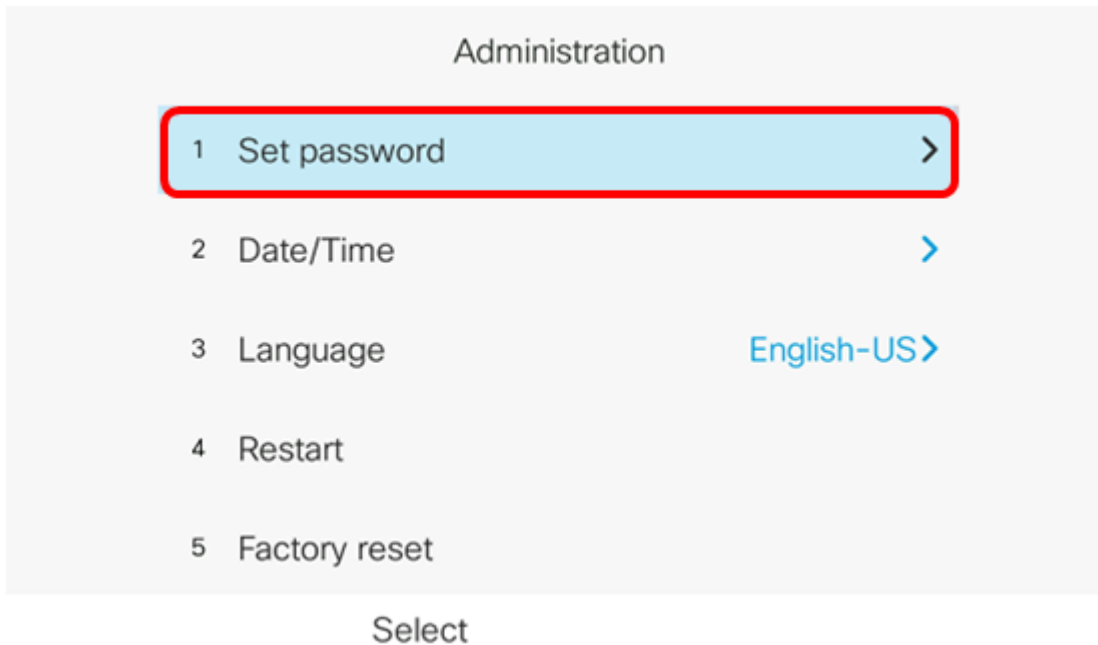 Administration
1 Set password
2 Date/Time
3 Language English-US
4 Restart
5 Factory reset
Select